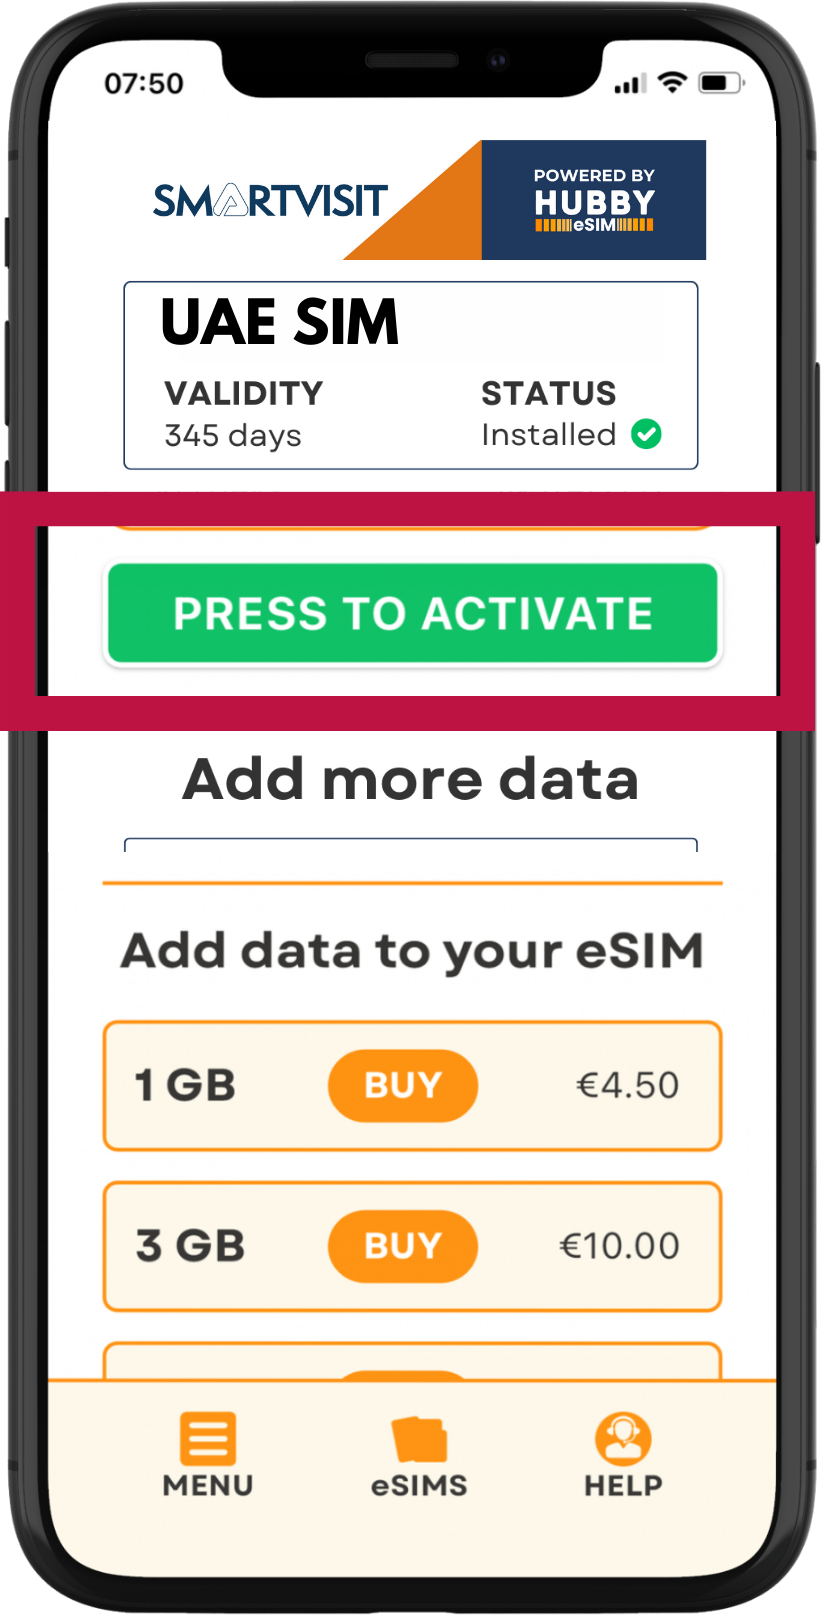 07:50
SMARTVISIT
POWERED BY
HUBBY
eSIM
UAE SIM
VALIDITY STATUS
345 days Installed
PRESS TO ACTIVATE
Add more data
Add data to your eSIM
1 GB BUY €4.50
3 GB BUY €10.00
MENU eSIMS HELP